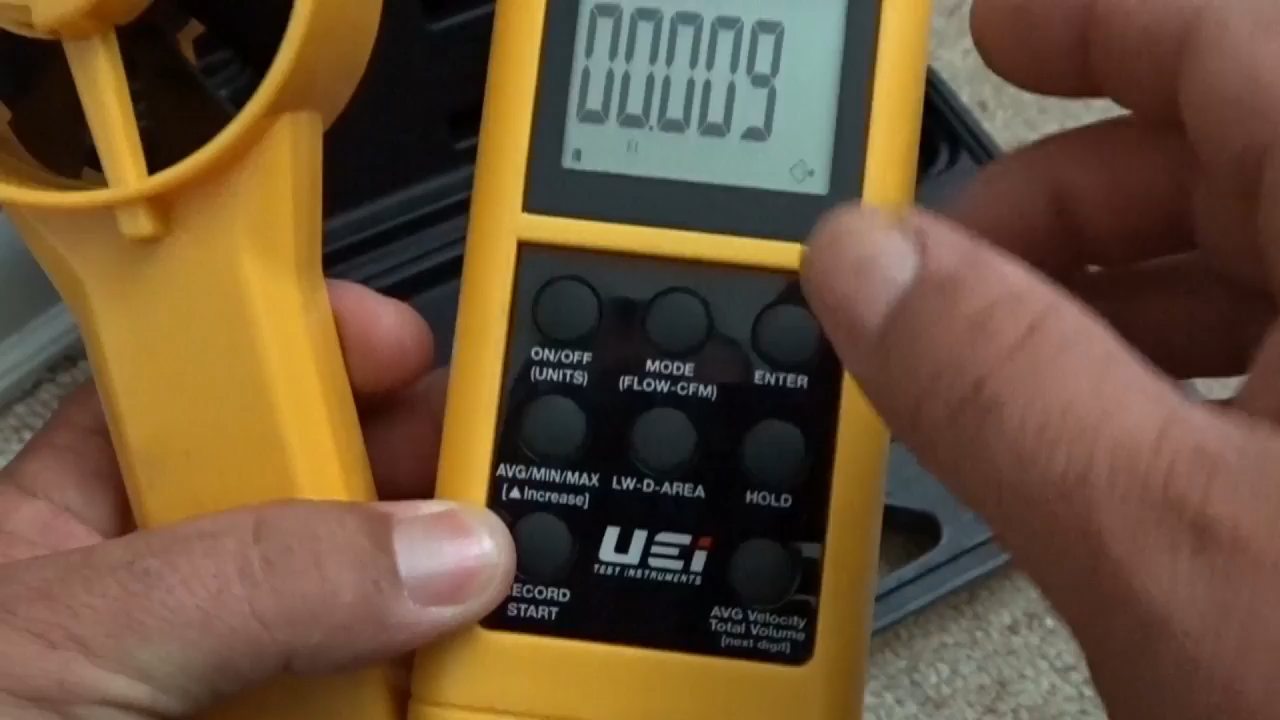 00.009
ON/OFF
(UNITS)
MODE
(FLOW-CFM)
ENTER
AVG/MIN/MAX
[▲Increase]
LW-D-AREA
HOLD
ECORD
START
UEi
TEST INSTRUMENTS
AVG Velocity
Total Volume
[next digit]